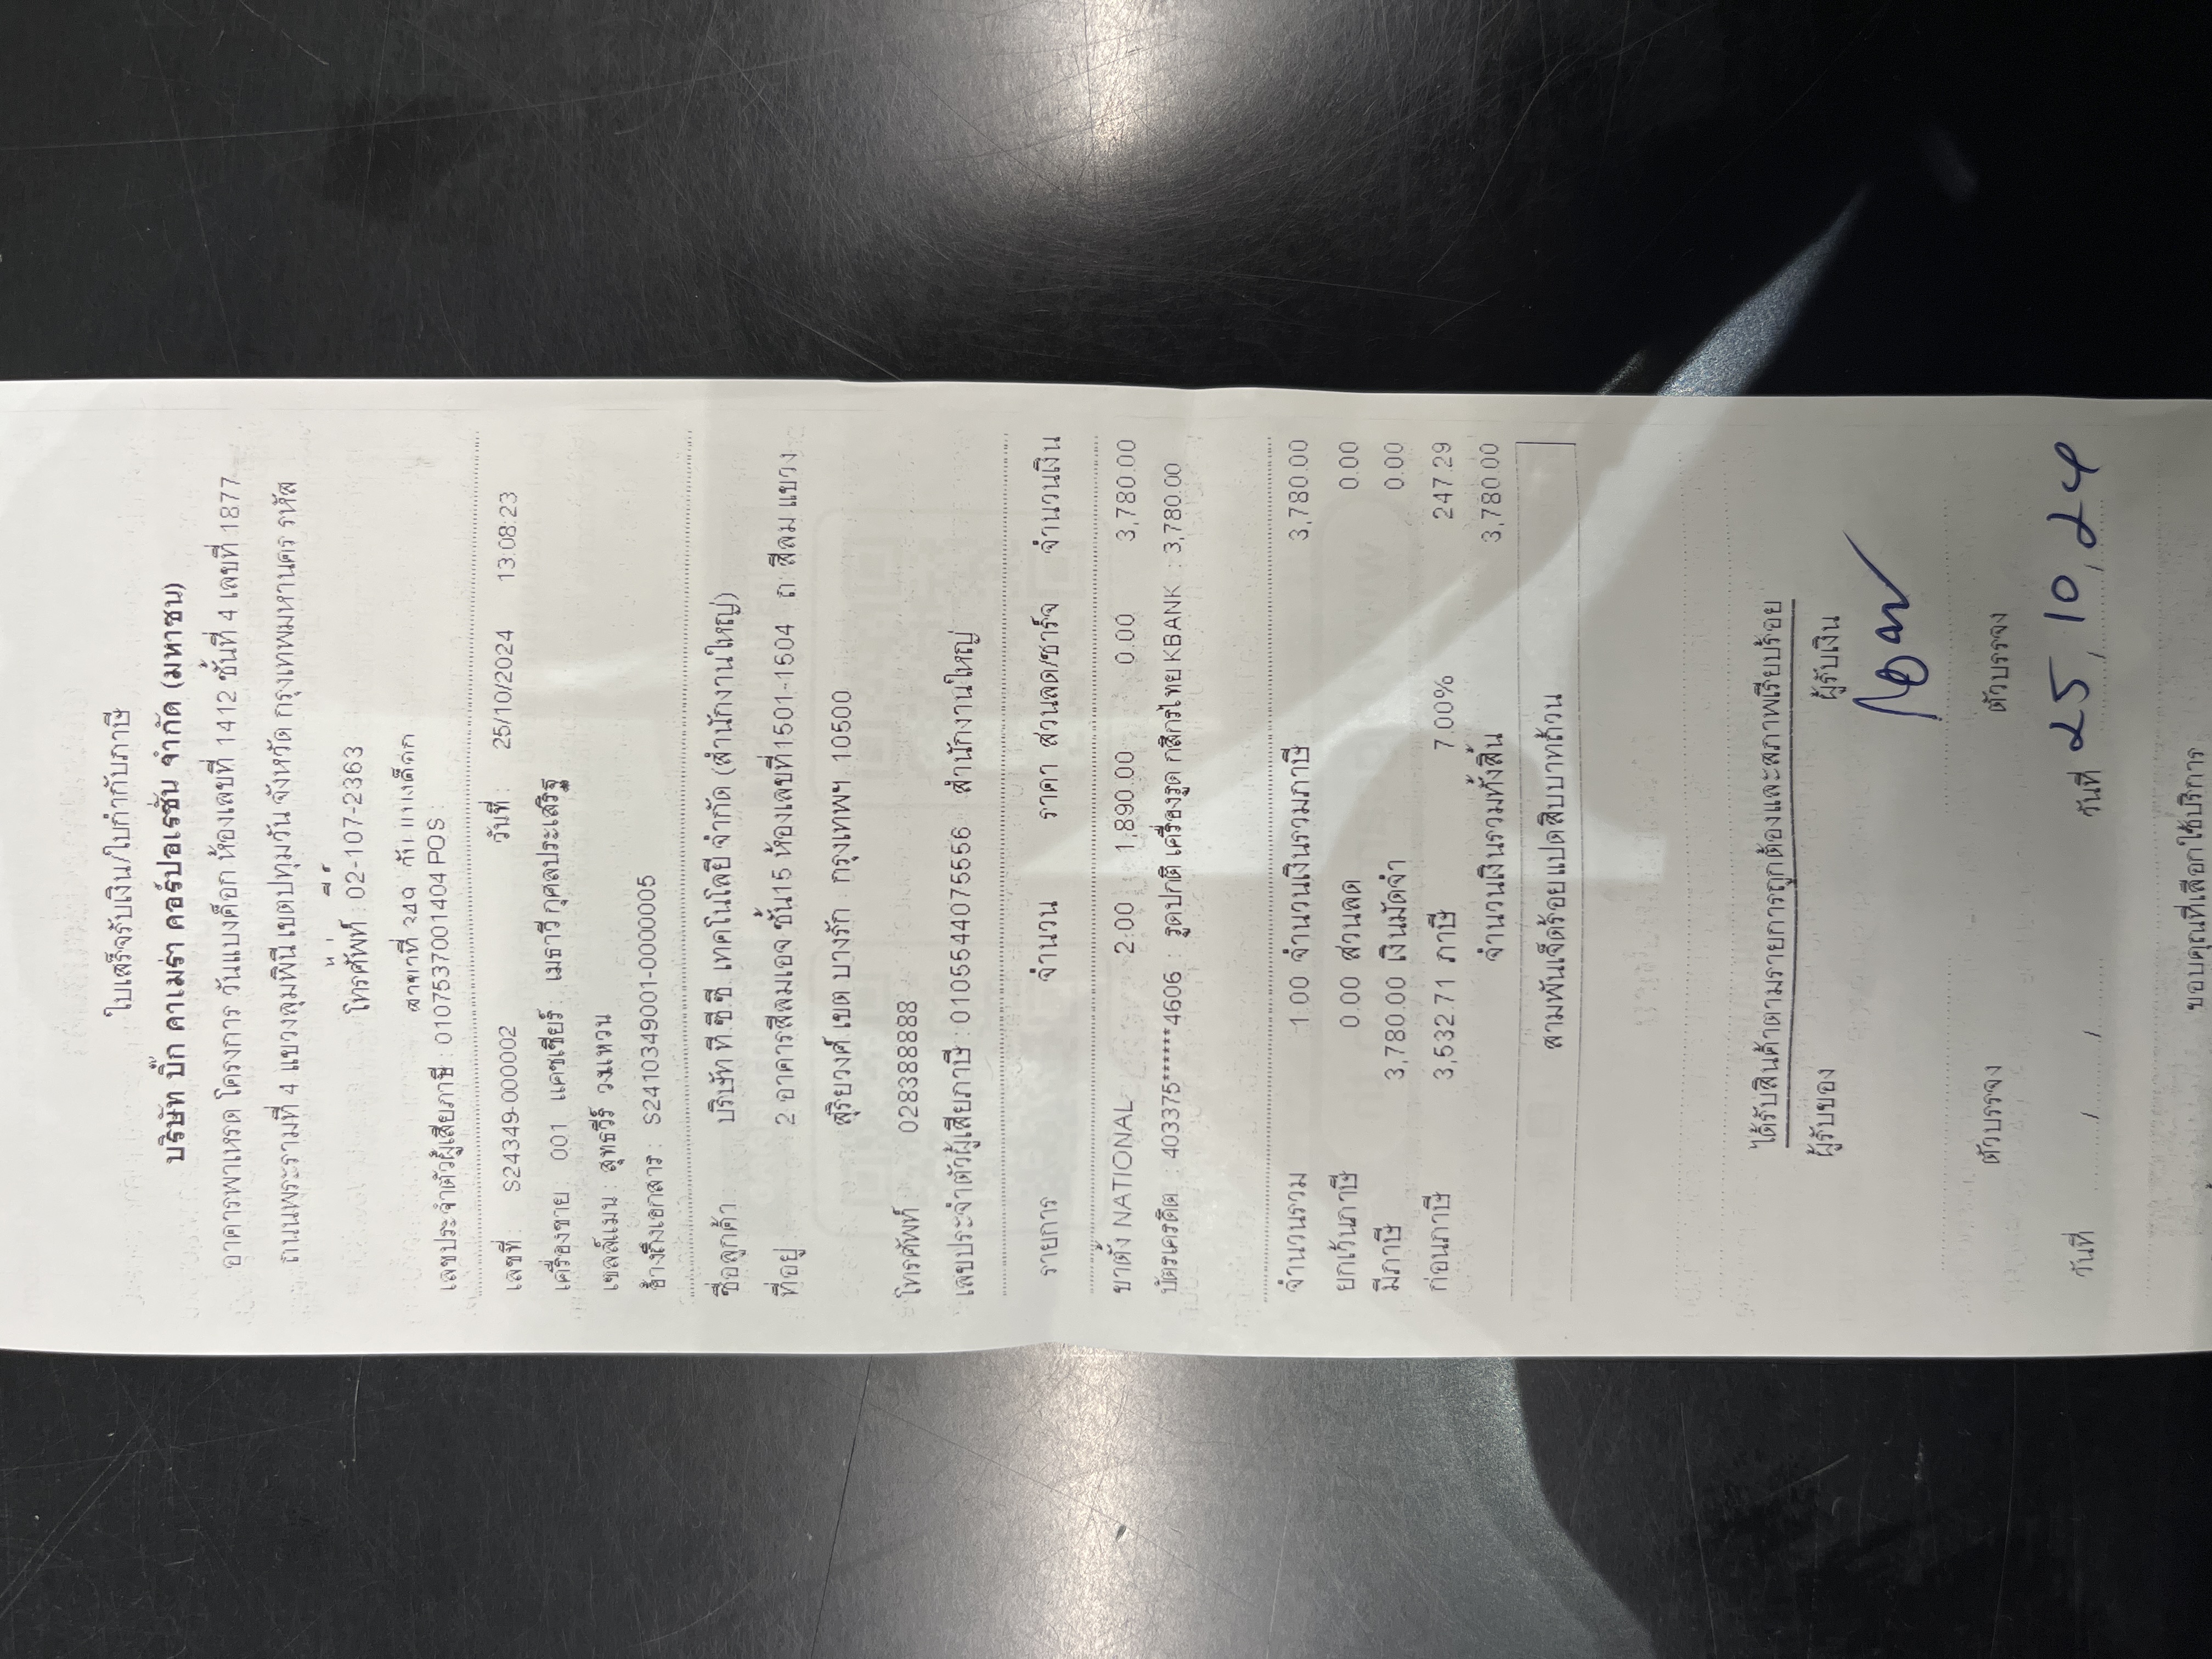 ใบเสร็จรับเงิน/ใบกำกับภาษี
บริษัท บิ๊ก คาเมร่า คอร์ปอเรชั่น จำกัด (มหาชน)
อาคารพาเหรด โครงการ วันแบงค็อก ห้องเลขที่ 1412 ชั้นที่ 4 เลขที่ 1877
ถนนพระรามที่ 4 แขวงลุมพินี เขตปทุมวัน จังหวัด กรุงเทพมหานคร รหัส
โทรศัพท์ : 02-107-2363
สาขาที่ 349 วัน แบงค็อก
เลขประจำตัวผู้เสียภาษี : 0107537001404 POS :
เลขที่ : S24349-000002 วันที่ : 25/10/2024 13:08:23
เครื่องขาย : 001 แคชเชียร์ : เมธาวี กุศลประเสริฐ
เซลล์แมน : สุทธวีร์ วงแหวน
อ้างถึงเอกสาร : S2410349001-0000005
ชื่อลูกค้า บริษัท ที.ซี.ซี. เทคโนโลยี จำกัด (สำนักงานใหญ่)
ที่อยู่ 2 อาคารสีลมเอจ ชั้น15 ห้องเลขที่1501-1504 ถ. สีลม แขวง
สุริยวงศ์ เขต บางรัก กรุงเทพฯ 10500
โทรศัพท์ 028388888
เลขประจำตัวผู้เสียภาษี : 0105544075556 สำนักงานใหญ่
รายการ จำนวน ราคา ส่วนลด/ชาร์จ จำนวนเงิน
ขาตั้ง NATIONAL 2.00 1,890.00 0.00 3,780.00
บัตรเครดิต : 403375******4606 : รูดปกติ เครื่องรูด กสิกรไทย KBANK : 3,780.00
จำนวนรวม 1.00 จำนวนเงินรวมภาษี 3,780.00
ยกเว้นภาษี 0.00 ส่วนลด 0.00
มีภาษี 3,780.00 เงินมัดจำ 0.00
ก่อนภาษี 3,532.71 ภาษี 7.00% 247.29
จำนวนเงินรวมทั้งสิ้น 3,780.00
สามพันเจ็ดร้อยแปดสิบบาทถ้วน
ได้รับสินค้าตามรายการถูกต้องและสภาพเรียบร้อย
ผู้รับของ ผู้รับเงิน
ตัวบรรจง ตัวบรรจง
วันที่ / / วันที่ 25/10/24
ขอบคุณที่เลือกใช้บริการ